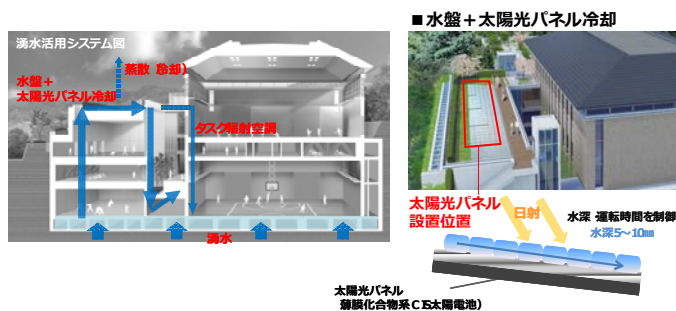 湧水活用システム図
蒸散（冷却）
水盤＋
太陽光パネル冷却
タスク輻射空調
湧水
■水盤＋太陽光パネル冷却
太陽光パネル
設置位置
日射
水深・運転時間を制御
水深5～10㎜
太陽光パネル
（薄膜化合物系CIS太陽電池）